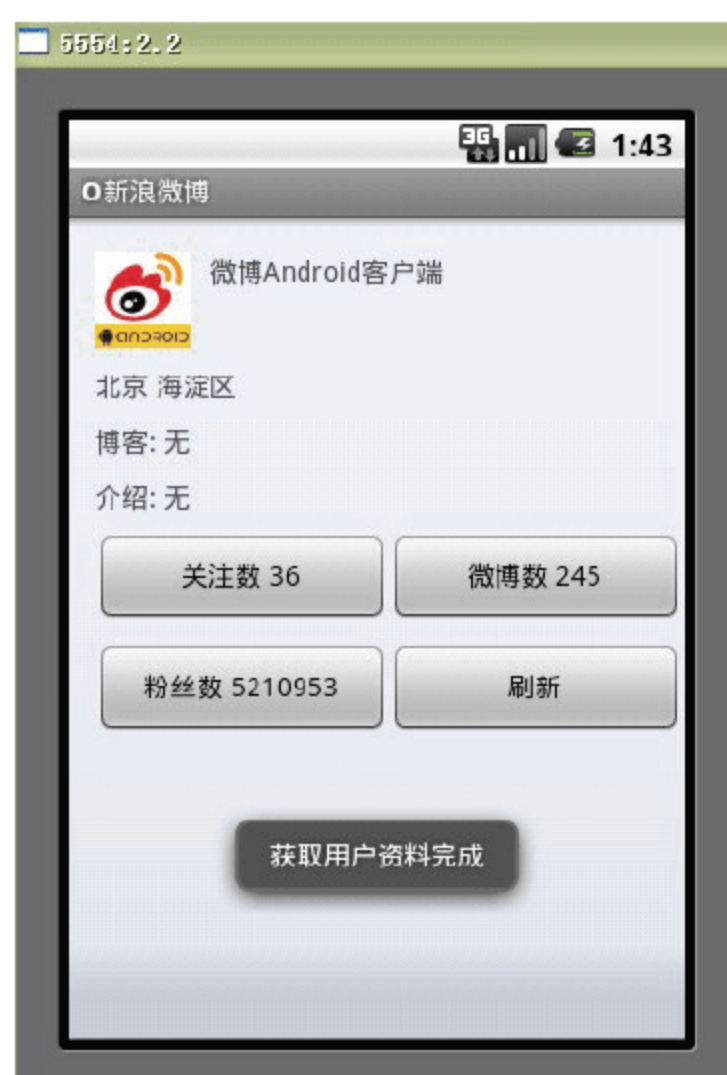 5554:2.2
3G 1:43
O新浪微博
微博Android客户端
ANDROID
北京 海淀区
博客: 无
介绍: 无
关注数 36
微博数 245
粉丝数 5210953
刷新
获取用户资料完成